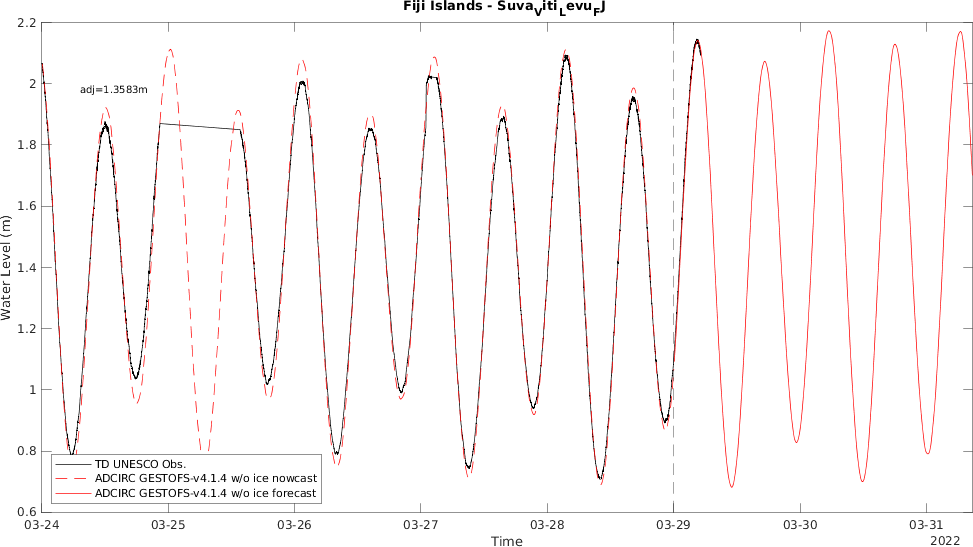 Fiji Islands - SuvaVitiLevuFJ
2.2
2
adj=1.3583m
1.8
1.6
1.4
1.2
1
0.8
0.6
Water Level (m)
TD UNESCO Obs.
ADCIRC GESTOFS-v4.1.4 w/o ice nowcast
ADCIRC GESTOFS-v4.1.4 w/o ice forecast
03-24 03-25 03-26 03-27 03-28 03-29 03-30 03-31
Time
2022